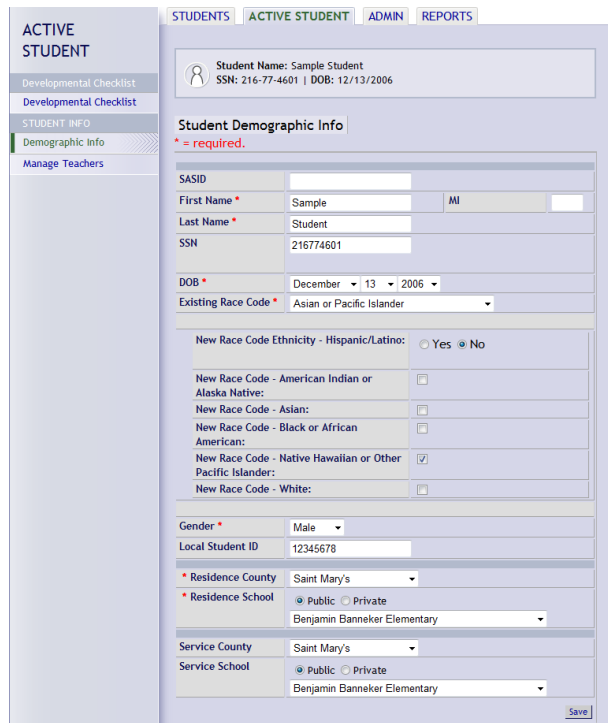 STUDENTS ACTIVE STUDENT ADMIN REPORTS
ACTIVE
STUDENT
Developmental Checklist
Developmental Checklist
STUDENT INFO
Demographic Info
Manage Teachers
Student Name: Sample Student
SSN: 216-77-4601 | DOB: 12/13/2006
Student Demographic Info
* = required.
SASID
First Name * Sample MI
Last Name * Student
SSN 216774601
DOB * December 13 2006
Existing Race Code * Asian or Pacific Islander
New Race Code Ethnicity - Hispanic/Latino: Yes No
New Race Code - American Indian or
Alaska Native:
New Race Code - Asian:
New Race Code - Black or African
American:
New Race Code - Native Hawaiian or Other
Pacific Islander:
New Race Code - White:
Gender * Male
Local Student ID 12345678
* Residence County Saint Mary's
* Residence School Public Private
Benjamin Banneker Elementary
Service County Saint Mary's
Service School Public Private
Benjamin Banneker Elementary
Save